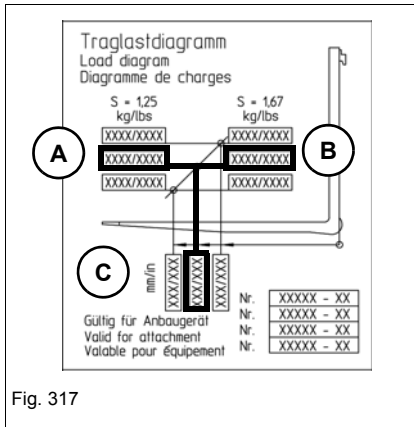 Traglastdiagramm
Load diagram
Diagramme de charges
S = 1,25 S = 1,67
kg/lbs kg/lbs
XXXX/XXXX XXXX/XXXX
A XXXX/XXXX XXXX/XXXX B
XXXX/XXXX XXXX/XXXX
C mm/in XXX/XXX XXX/XXX XXX/XXX
Gültig für Anbaugerät
Valid for attachment
Valable pour équipement
Nr. XXXXX - XX
Nr. XXXXX - XX
Nr. XXXXX - XX
Nr. XXXXX - XX
Fig. 317